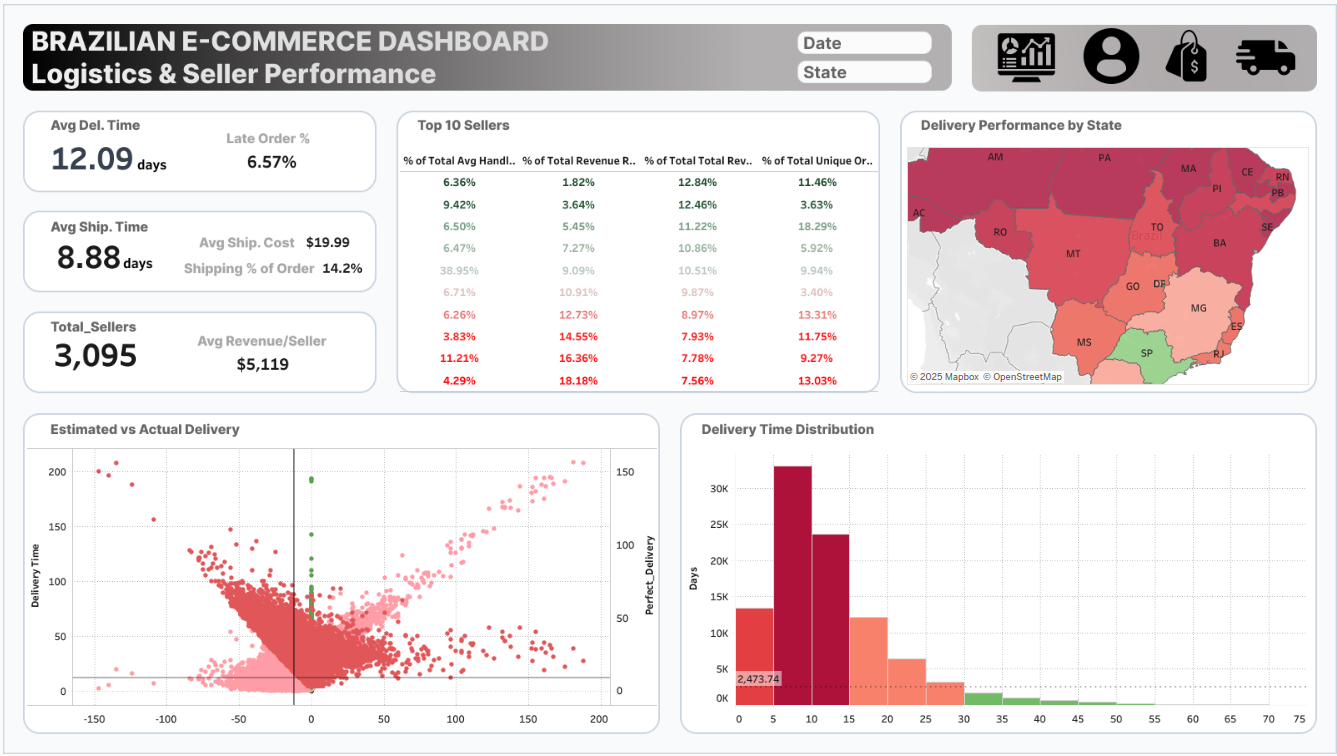 BRAZILIAN E-COMMERCE DASHBOARD
Logistics & Seller Performance
Date
State
Avg Del. Time
12.09 days
Late Order %
6.57%
Avg Ship. Time
8.88 days
Avg Ship. Cost $19.99
Shipping % of Order 14.2%
Total_Sellers
3,095
Avg Revenue/Seller
$5,119
Top 10 Sellers
% of Total Avg Handl.. % of Total Revenue R.. % of Total Total Rev.. % of Total Unique Or..
6.36% 1.82% 12.84% 11.46%
9.42% 3.64% 12.46% 3.63%
6.50% 5.45% 11.22% 18.29%
6.47% 7.27% 10.86% 5.92%
38.95% 9.09% 10.51% 9.94%
6.71% 10.91% 9.87% 3.40%
6.26% 12.73% 8.97% 13.31%
3.83% 14.55% 7.93% 11.75%
11.21% 16.36% 7.78% 9.27%
4.29% 18.18% 7.56% 13.03%
Delivery Performance by State
AM PA MA CE RN
PI PB
AC RO TO SE
Brazil
MT BA
GO DF
MG
MS ES
SP RJ
© 2025 Mapbox © OpenStreetMap
Estimated vs Actual Delivery
Delivery Time
200
150
100
50
0
-150 -100 -50 0 50 100 150 200
150
100
50
0
Perfect_Delivery
Delivery Time Distribution
Days
30K
25K
20K
15K
10K
5K
0K
2,473.74
0 5 10 15 20 25 30 35 40 45 50 55 60 65 70 75
$